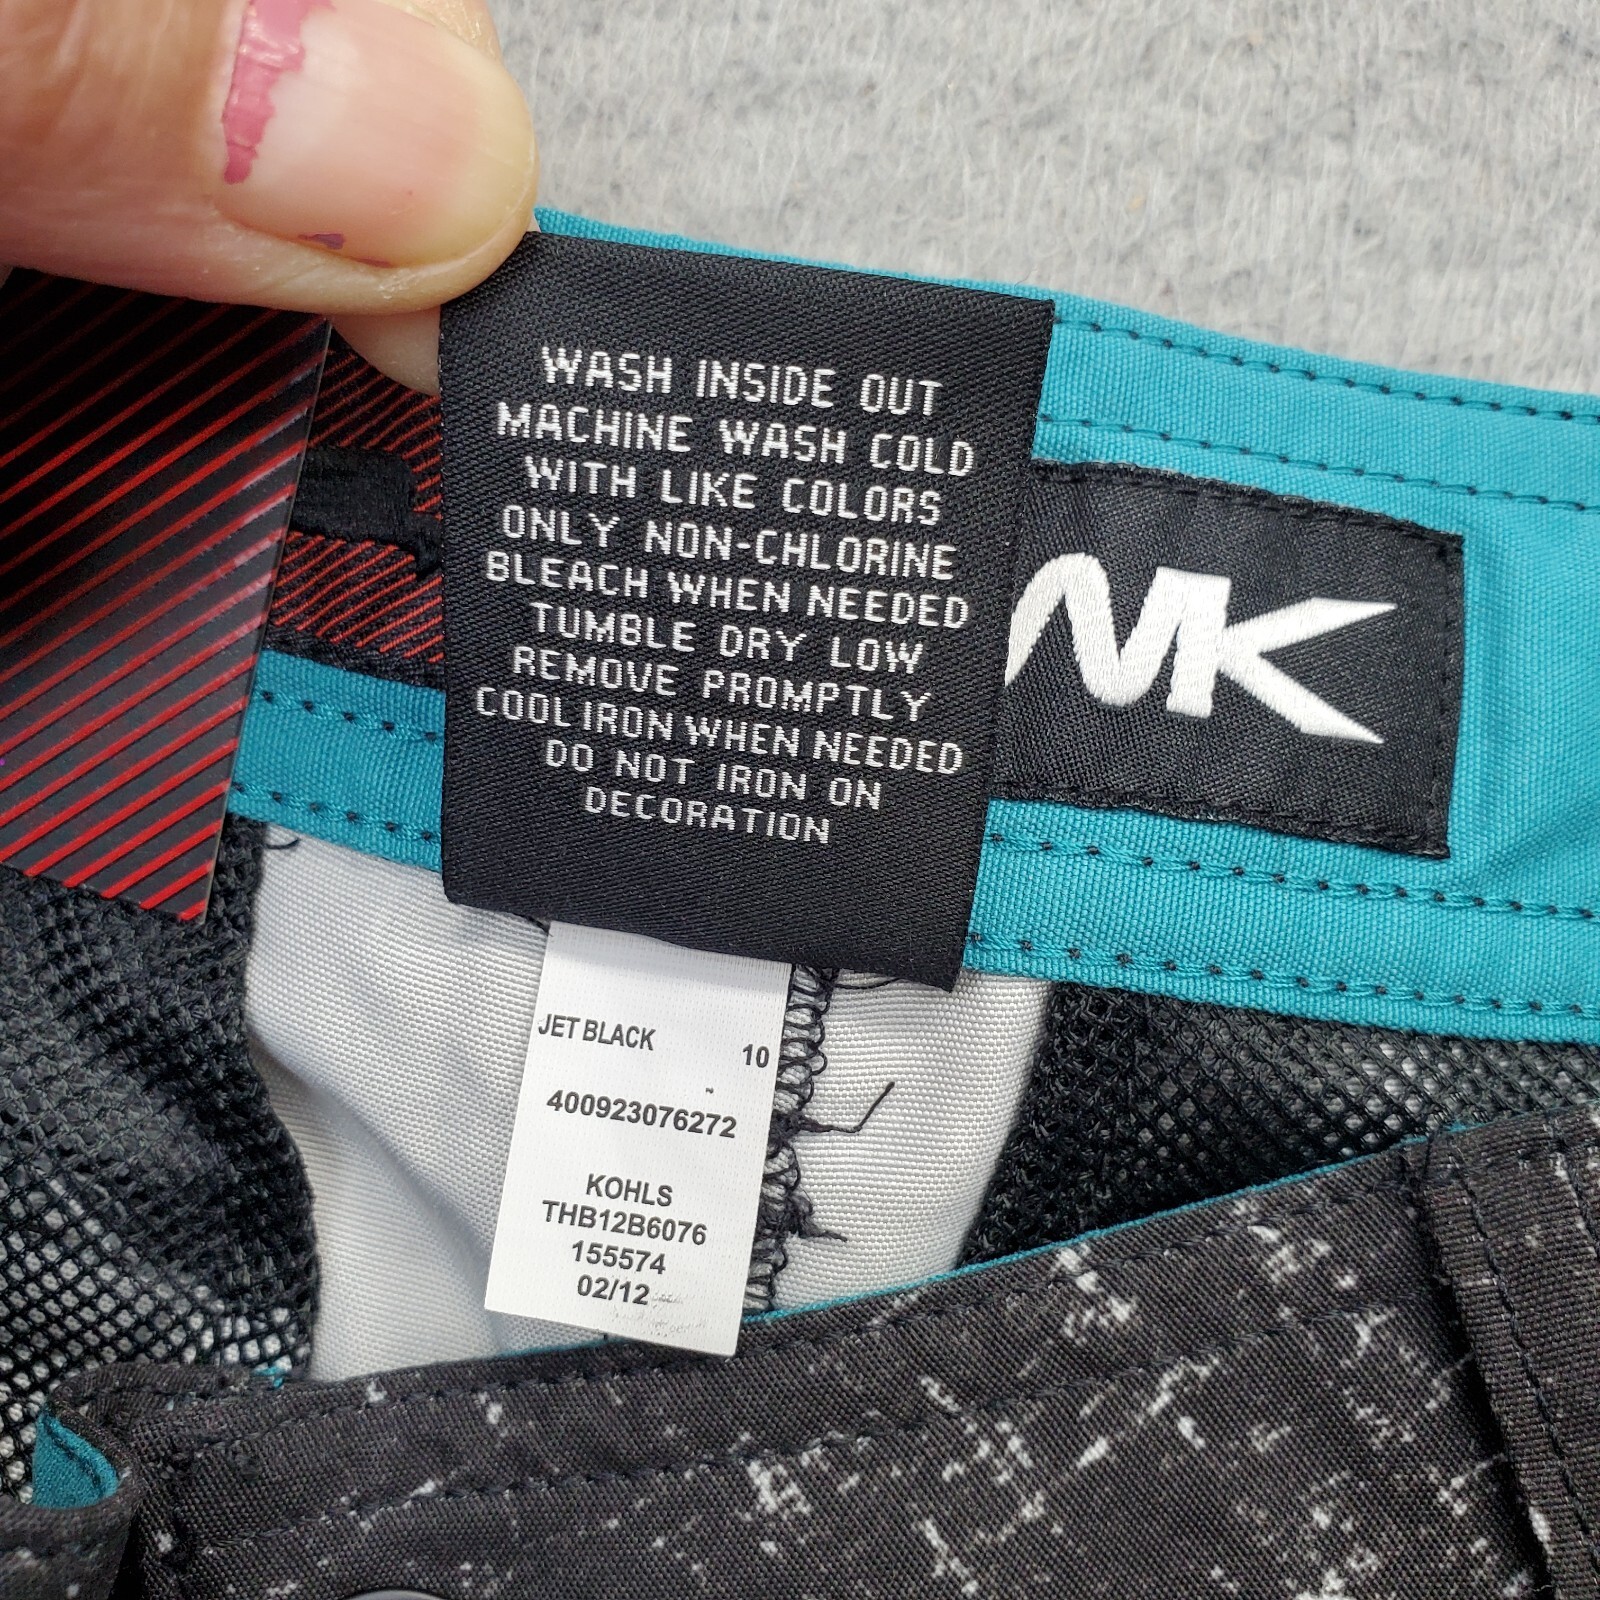 WASH INSIDE OUT
MACHINE WASH COLD
WITH LIKE COLORS
ONLY NON-CHLORINE
BLEACH WHEN NEEDED
TUMBLE DRY LOW
REMOVE PROMPTLY
COOL IRON WHEN NEEDED
DO NOT IRON ON
DECORATION
JET BLACK 10
400923076272
KOHLS
THB12B6076
155574
02/12